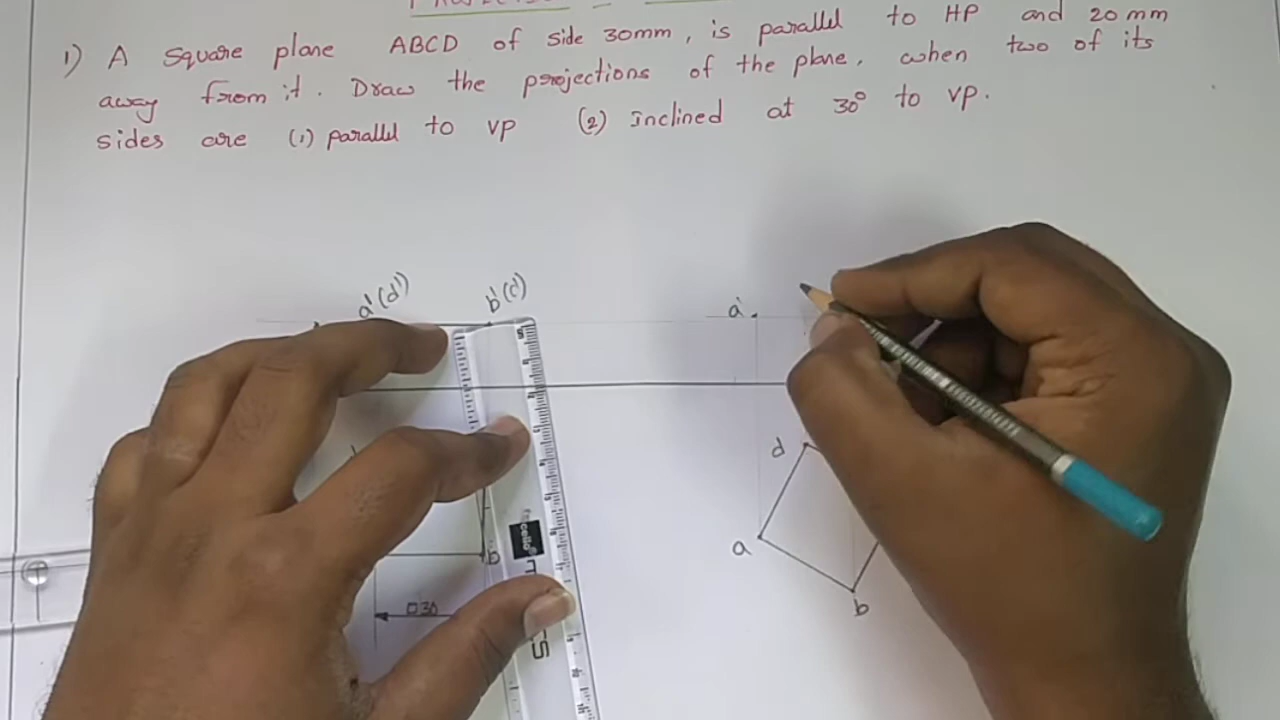 1) A square plane ABCD of side 30mm, is parallel to HP and 20mm
away from it. Draw the projections of the plane, when two of its
sides are (1) parallel to VP (2) Inclined at 30° to VP.
a'(d') b'(c')
a'
d
a
b
b
□30
cello